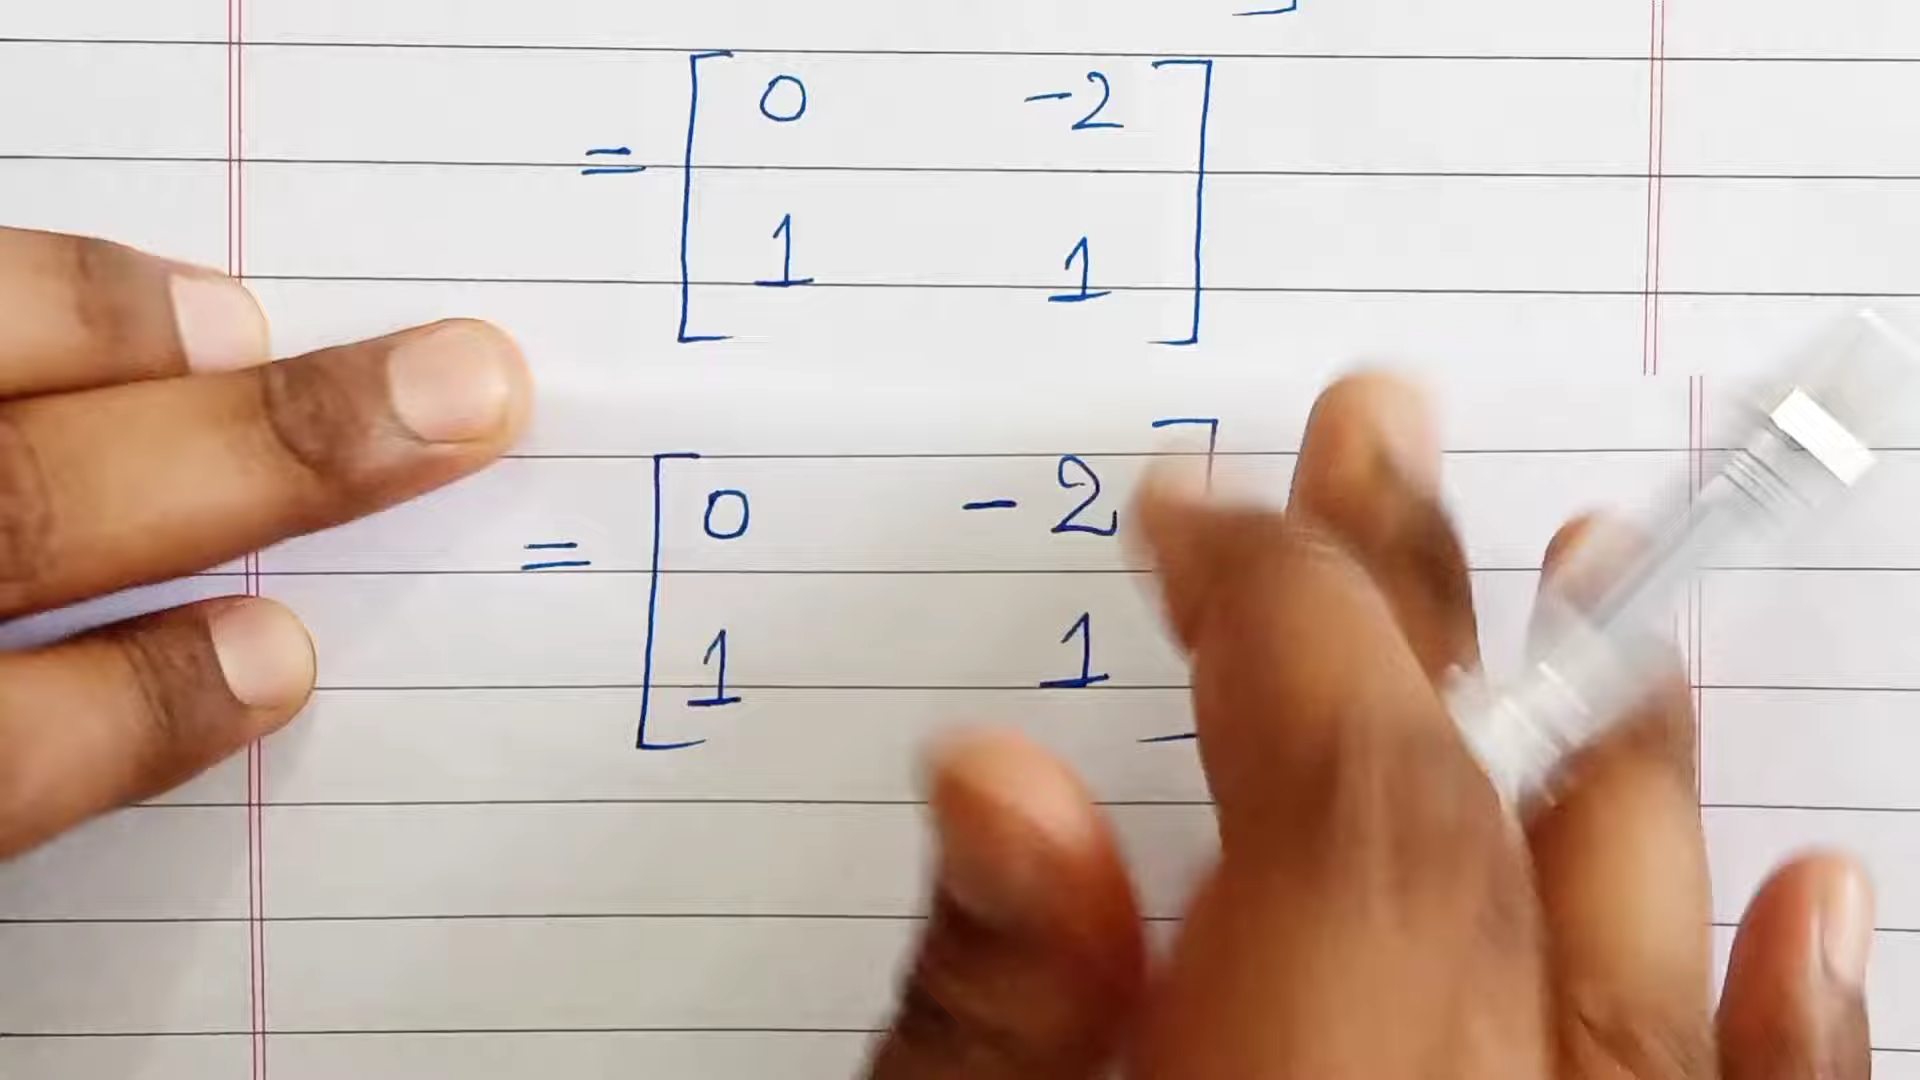 = [ 0 -2 ]
[ 1 1 ]
= [ 0 - 2 ]
[ 1 1 ]